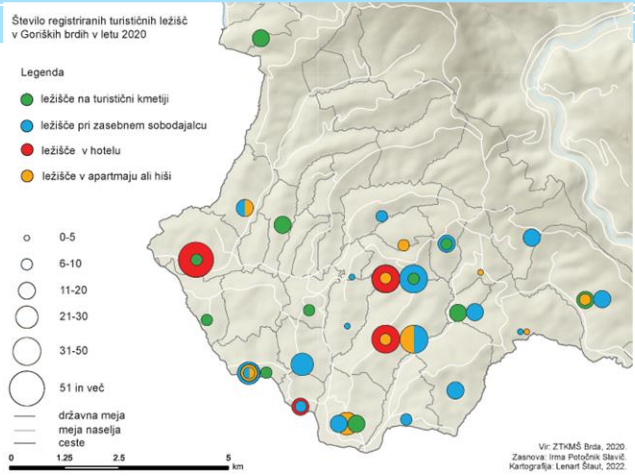 Število registriranih turističnih ležišč
v Goriških brdih v letu 2020
Legenda
ležišče na turistični kmetiji
ležišče pri zasebnem sobodajalcu
ležišče v hotelu
ležišče v apartmaju ali hiši
0-5
6-10
11-20
21-30
31-50
51 in več
državna meja
meja naselja
ceste
0 1.25 2.5 5
km
Vir: ZTKMŠ Brda, 2020.
Zasnova: Irma Potočnik Slavič.
Kartografija: Lenart Štaut, 2022.